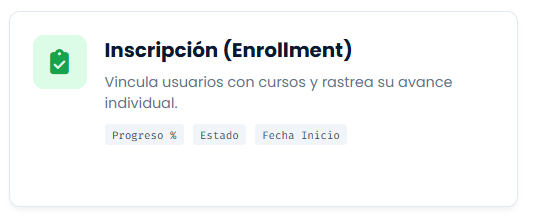 Inscripción (Enrollment)
Vincula usuarios con cursos y rastrea su avance
individual.
Progreso % Estado Fecha Inicio